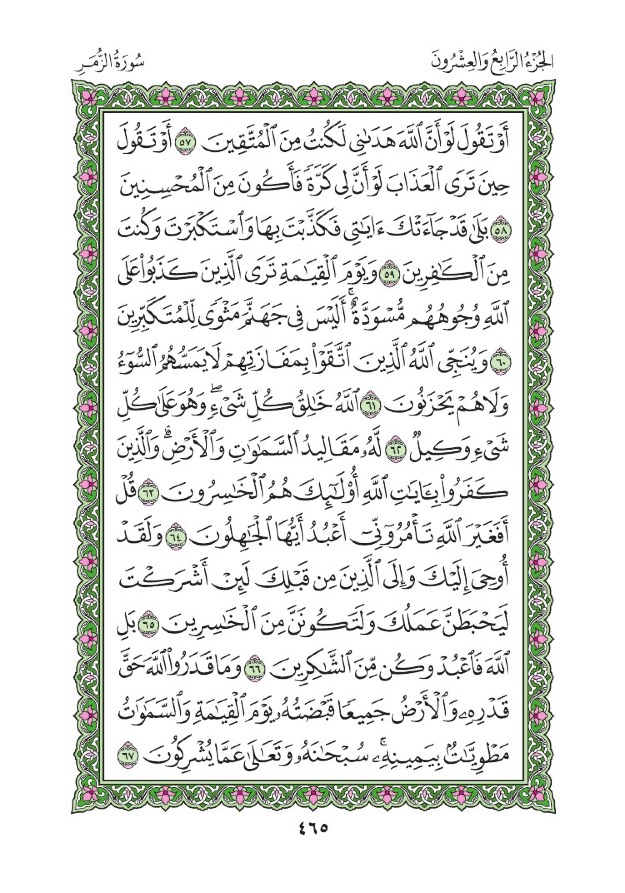 الجُزْءُ الرَّابِعُ وَالعِشْرُونَ
سُورَةُ الزُّمَرِ
أَوْ تَقُولَ لَوْ أَنَّ ٱللَّهَ هَدَىٰنِي لَكُنتُ مِنَ ٱلْمُتَّقِينَ ٥٧ أَوْ تَقُولَ
حِينَ تَرَى ٱلْعَذَابَ لَوْ أَنَّ لِي كَرَّةً فَأَكُونَ مِنَ ٱلْمُحْسِنِينَ
٥٨ بَلَىٰ قَدْ جَآءَتْكَ ءَايَٰتِي فَكَذَّبْتَ بِهَا وَٱسْتَكْبَرْتَ وَكُنتَ
مِنَ ٱلْكَٰفِرِينَ ٥٩ وَيَوْمَ ٱلْقِيَٰمَةِ تَرَى ٱلَّذِينَ كَذَبُوا۟ عَلَى
ٱللَّهِ وُجُوهُهُم مُّسْوَدَّةٌ ۚ أَلَيْسَ فِي جَهَنَّمَ مَثْوًى لِّلْمُتَكَبِّرِينَ
٦٠ وَيُنَجِّي ٱللَّهُ ٱلَّذِينَ ٱتَّقَوْا۟ بِمَفَازَتِهِمْ لَا يَمَسُّهُمُ ٱلسُّوٓءُ
وَلَا هُمْ يَحْزَنُونَ ٦١ ٱللَّهُ خَٰلِقُ كُلِّ شَيْءٍ ۖ وَهُوَ عَلَىٰ كُلِّ
شَيْءٍ وَكِيلٌ ٦٢ لَّهُۥ مَقَالِيدُ ٱلسَّمَٰوَٰتِ وَٱلْأَرْضِ ۗ وَٱلَّذِينَ
كَفَرُوا۟ بِـَٔايَٰتِ ٱللَّهِ أُو۟لَٰٓئِكَ هُمُ ٱلْخَٰسِرُونَ ٦٣ قُلْ
أَفَغَيْرَ ٱللَّهِ تَأْمُرُوٓنِّيٓ أَعْبُدُ أَيُّهَا ٱلْجَٰهِلُونَ ٦٤ وَلَقَدْ
أُوحِيَ إِلَيْكَ وَإِلَى ٱلَّذِينَ مِن قَبْلِكَ لَئِنْ أَشْرَكْتَ
لَيَحْبَطَنَّ عَمَلُكَ وَلَتَكُونَنَّ مِنَ ٱلْخَٰسِرِينَ ٦٥ بَلِ
ٱللَّهَ فَٱعْبُدْ وَكُن مِّنَ ٱلشَّٰكِرِينَ ٦٦ وَمَا قَدَرُوا۟ ٱللَّهَ حَقَّ
قَدْرِهِۦ وَٱلْأَرْضُ جَمِيعًا قَبْضَتُهُۥ يَوْمَ ٱلْقِيَٰمَةِ وَٱلسَّمَٰوَٰتُ
مَطْوِيَّٰتٌۢ بِيَمِينِهِۦ ۚ سُبْحَٰنَهُۥ وَتَعَٰلَىٰ عَمَّا يُشْرِكُونَ ٦٧
٤٦٥